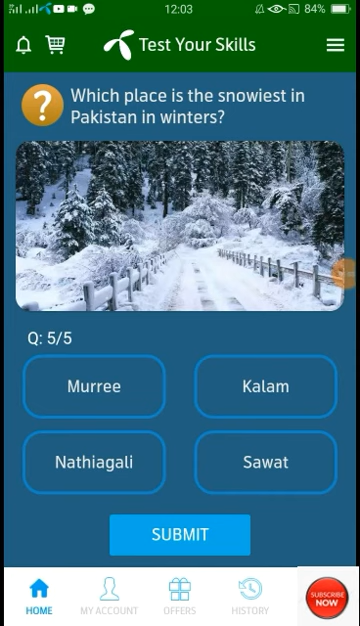 12:03
84%
Test Your Skills
?
Which place is the snowiest in
Pakistan in winters?
Q: 5/5
Murree
Kalam
Nathiagali
Sawat
SUBMIT
HOME
MY ACCOUNT
OFFERS
HISTORY
SUBSCRIBE
NOW